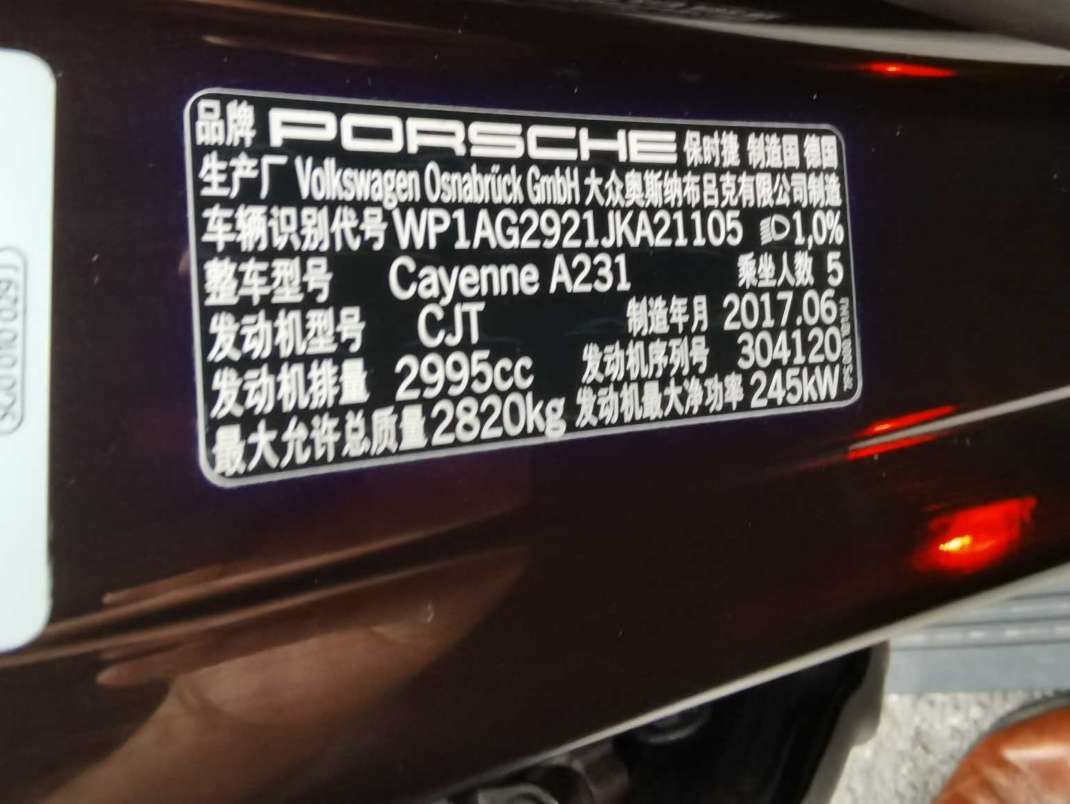 品牌 PORSCHE 保时捷 制造国 德国
生产厂 Volkswagen Osnabrück GmbH 大众奥斯纳布吕克有限公司制造
车辆识别代号 WP1AG2921JKA21105 1,0%
整车型号 Cayenne A231 乘坐人数 5
发动机型号 CJT 制造年月 2017.06
发动机排量 2995cc 发动机序列号 304120
最大允许总质量 2820kg 发动机最大净功率 245kW